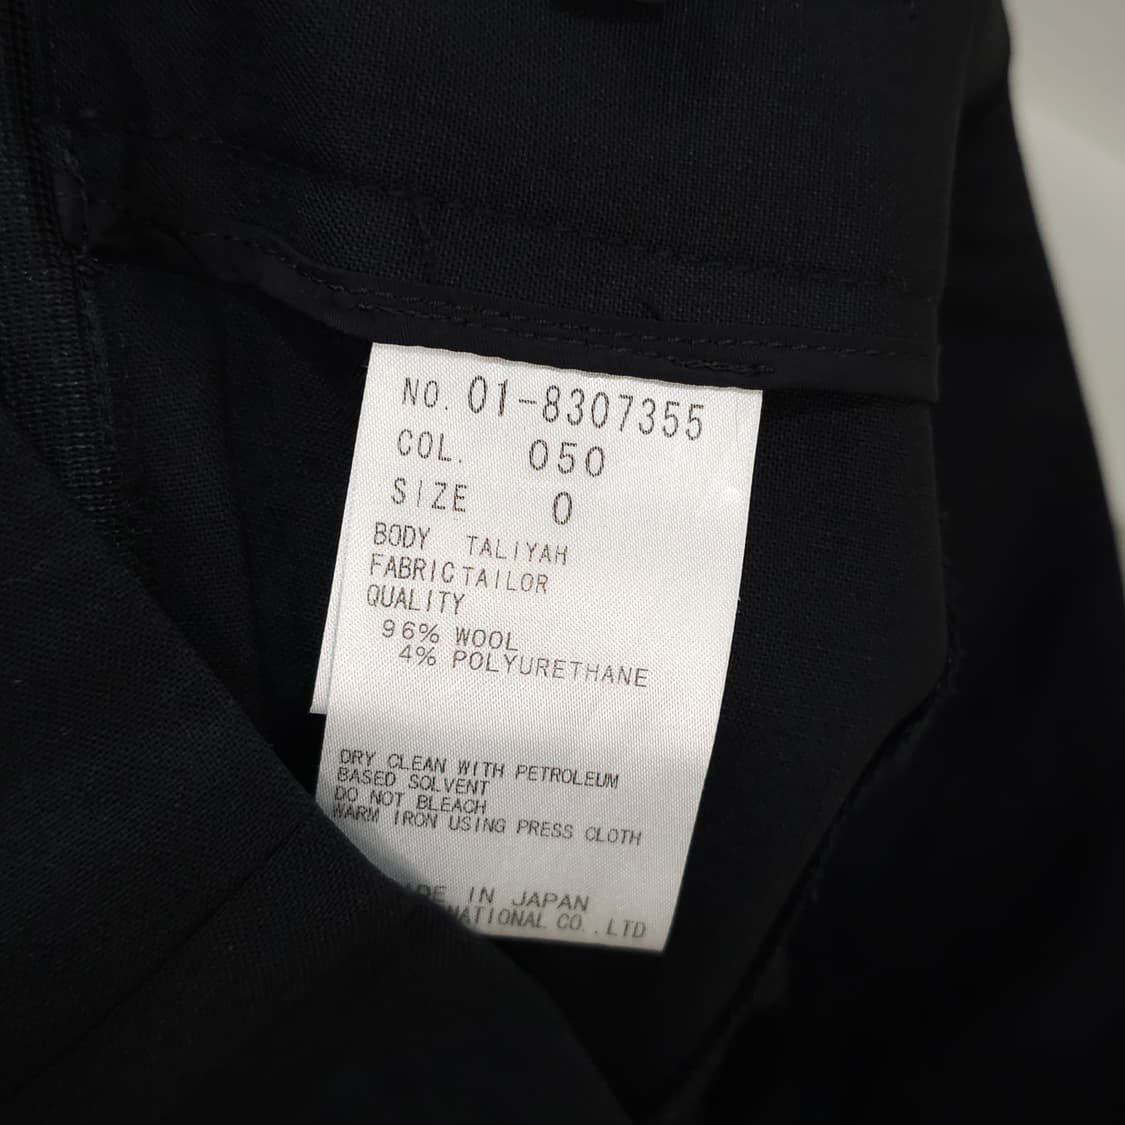 NO. 01-8307355
COL. 050
SIZE 0
BODY TALIYAH
FABRIC TAILOR
QUALITY
96% WOOL
4% POLYURETHANE
DRY CLEAN WITH PETROLEUM
BASED SOLVENT
DO NOT BLEACH
WARM IRON USING PRESS CLOTH
IN JAPAN
CO.,LTD